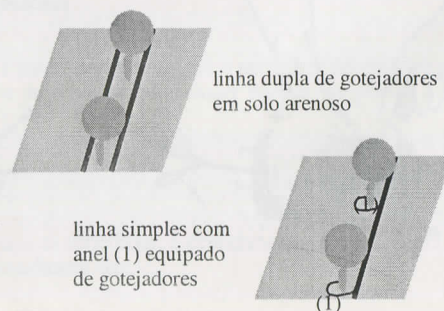 linha dupla de gotejadores
em solo arenoso
linha simples com
anel (1) equipado
de gotejadores
(1)